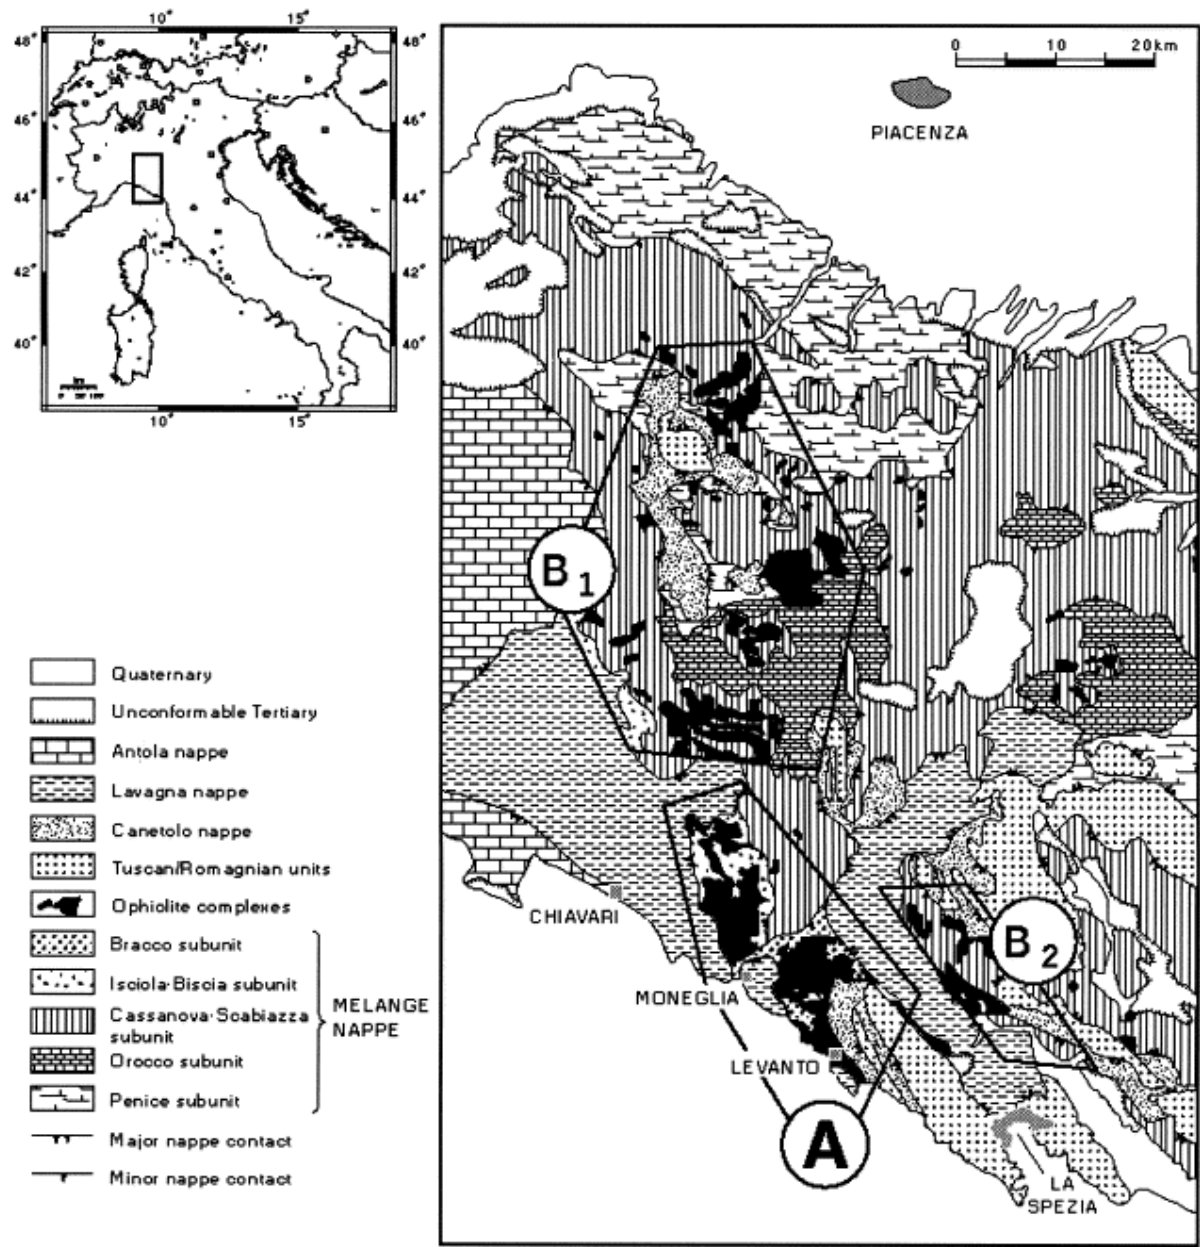 10° 15°
48° 48°
46° 46°
44° 44°
42° 42°
40° 40°
km
10° 15°
0 10 20km
PIACENZA
B1
CHIAVARI
MONEGLIA
LEVANTO
B2
A
LA
SPEZIA
Quaternary
Unconformable Tertiary
Antola nappe
Lavagna nappe
Canetolo nappe
Tuscan/Romagnian units
Ophiolite complexes
Bracco subunit
Isciola-Biscia subunit
Cassanova-Scabiazza
subunit
Orocco subunit
Penice subunit
MELANGE
NAPPE
Major nappe contact
Minor nappe contact